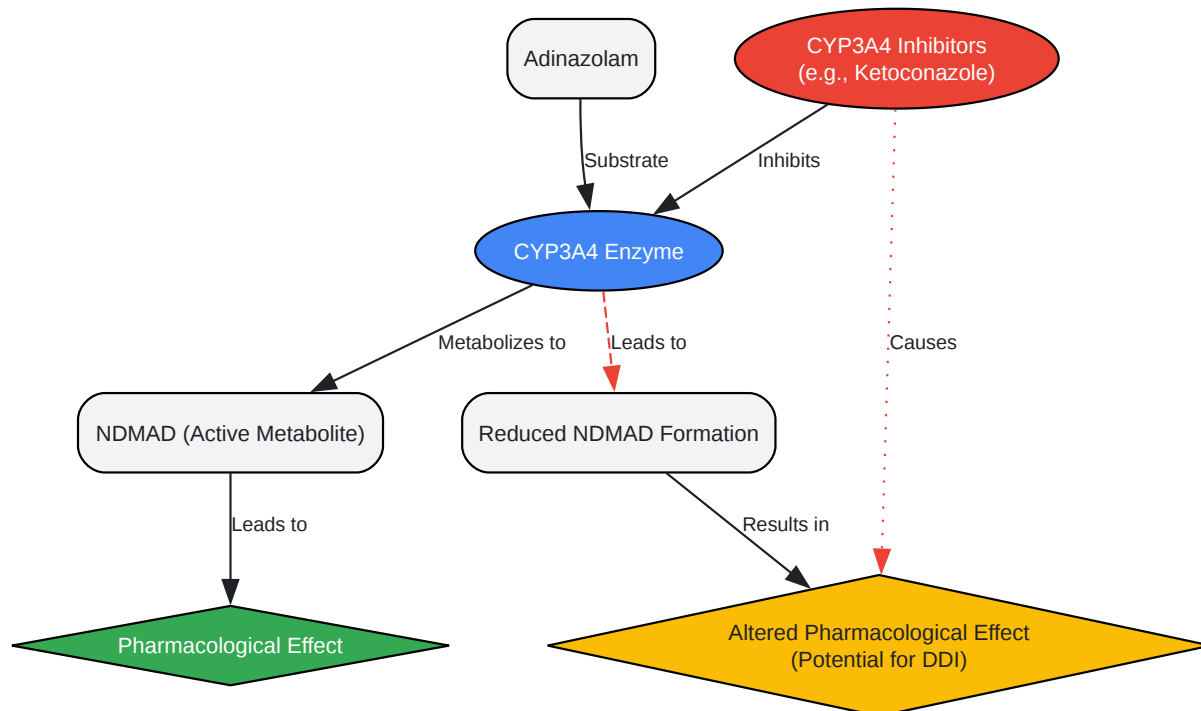 Adinazolam
CYP3A4 Inhibitors
(e.g., Ketoconazole)
Substrate
Inhibits
CYP3A4 Enzyme
Metabolizes to
Leads to
Causes
NDMAD (Active Metabolite)
Reduced NDMAD Formation
Leads to
Results in
Pharmacological Effect
Altered Pharmacological Effect
(Potential for DDI)